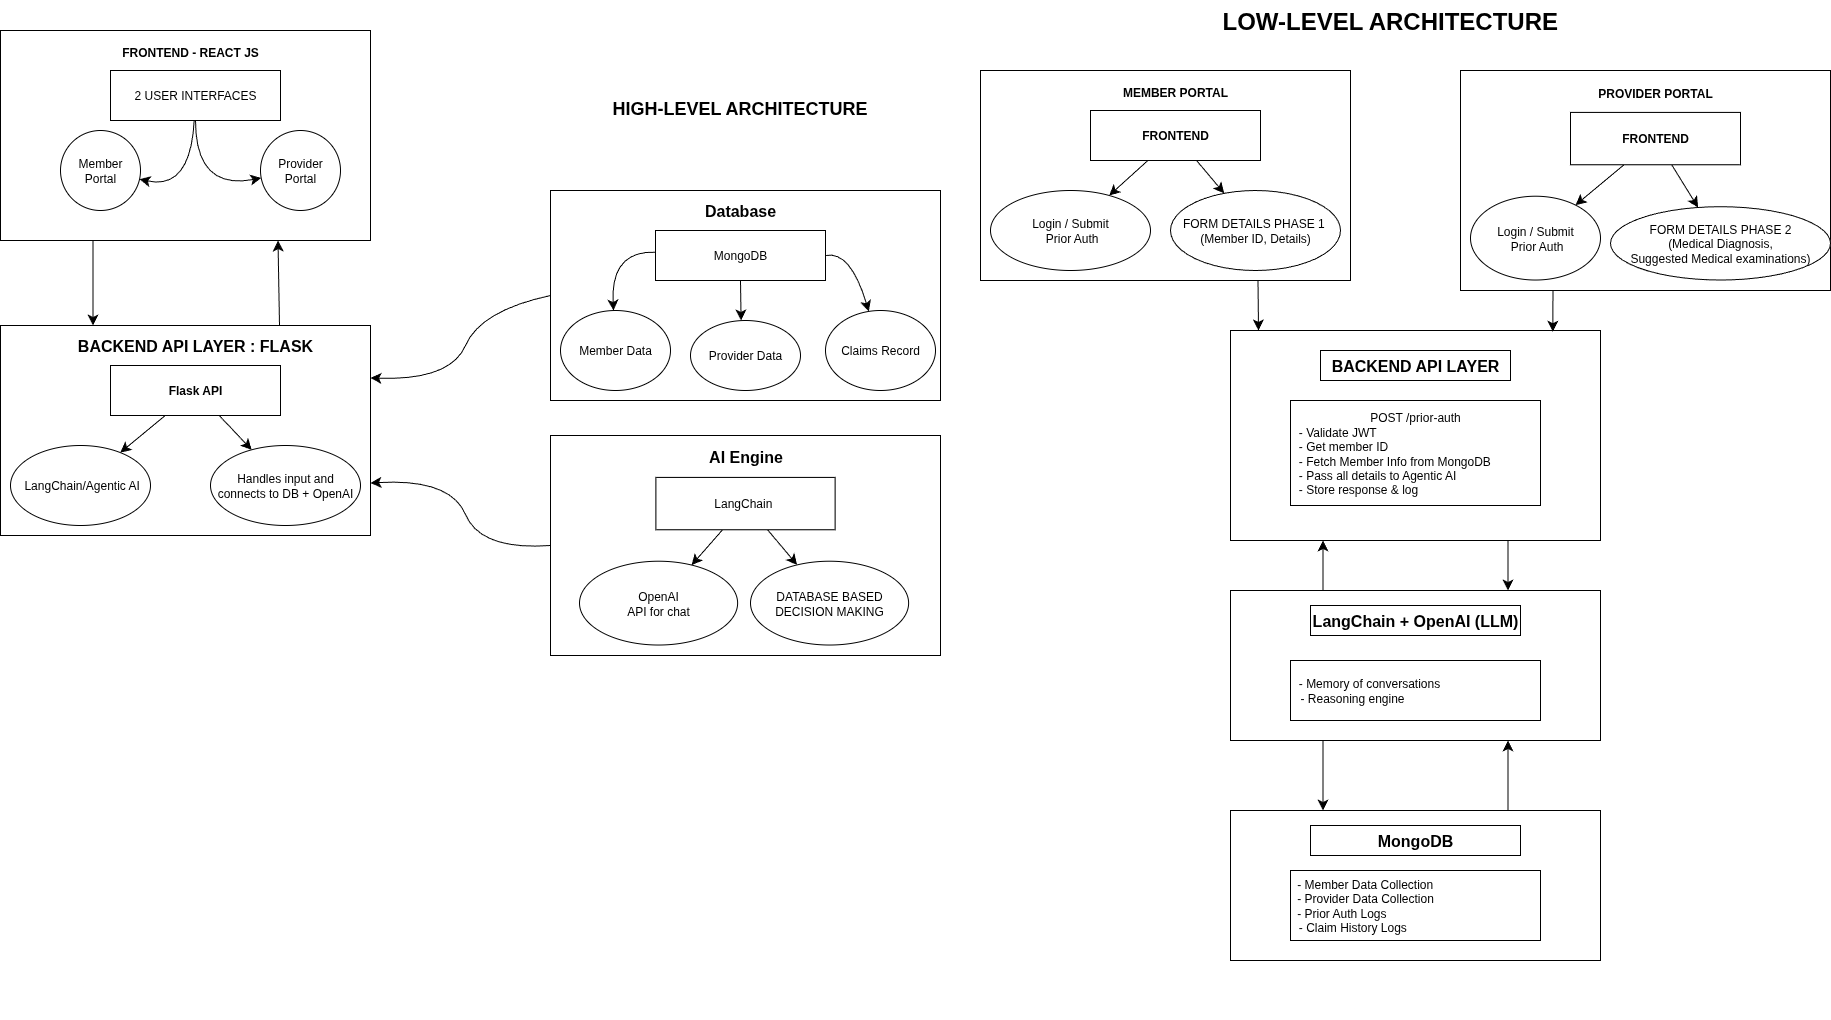 FRONTEND - REACT JS
2 USER INTERFACES
Member
Portal
Provider
Portal
BACKEND API LAYER : FLASK
Flask API
LangChain/Agentic AI
Handles input and
connects to DB + OpenAI
HIGH-LEVEL ARCHITECTURE
Database
MongoDB
Member Data
Provider Data
Claims Record
AI Engine
LangChain
OpenAI
API for chat
DATABASE BASED
DECISION MAKING
LOW-LEVEL ARCHITECTURE
MEMBER PORTAL
FRONTEND
Login / Submit
Prior Auth
FORM DETAILS PHASE 1
(Member ID, Details)
PROVIDER PORTAL
FRONTEND
Login / Submit
Prior Auth
FORM DETAILS PHASE 2
(Medical Diagnosis,
Suggested Medical examinations)
BACKEND API LAYER
POST /prior-auth
- Validate JWT
- Get member ID
- Fetch Member Info from MongoDB
- Pass all details to Agentic AI
- Store response & log
LangChain + OpenAI (LLM)
- Memory of conversations
- Reasoning engine
MongoDB
- Member Data Collection
- Provider Data Collection
- Prior Auth Logs
- Claim History Logs